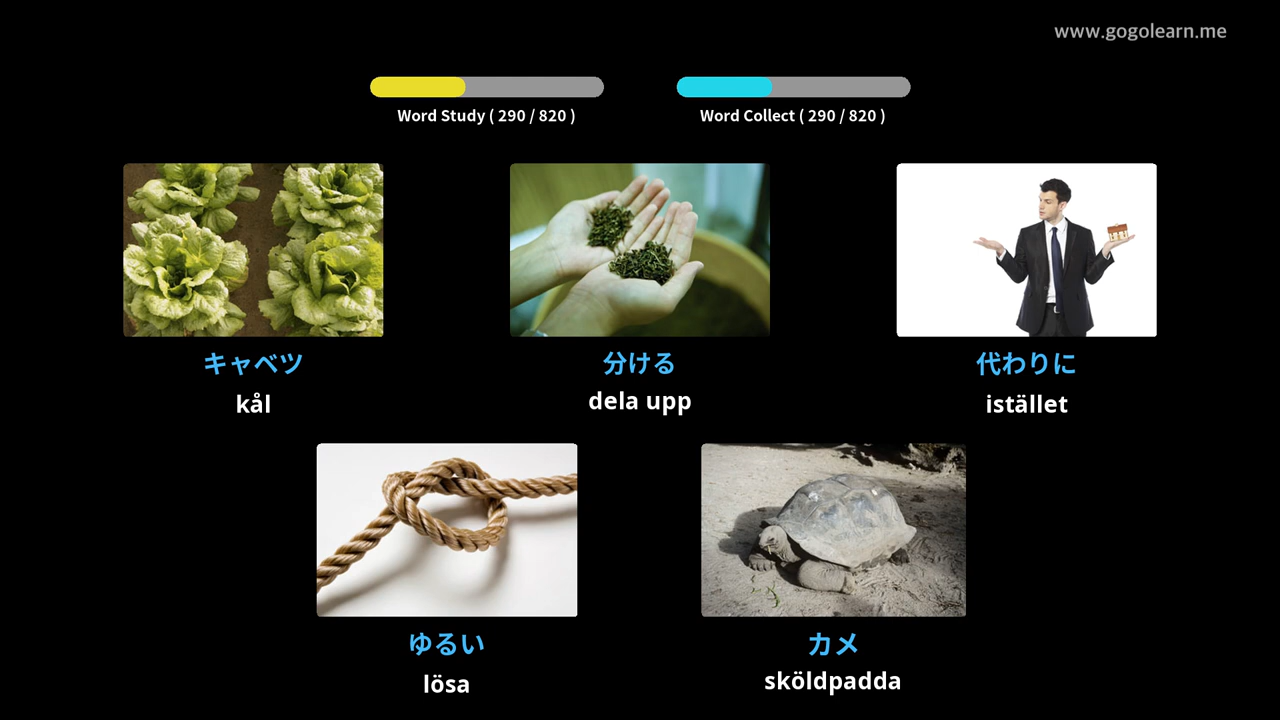 www.gogolearn.me
Word Study ( 290 / 820 )
Word Collect ( 290 / 820 )
キャベツ
kål
分ける
dela upp
代わりに
istället
ゆるい
lösa
カメ
sköldpadda